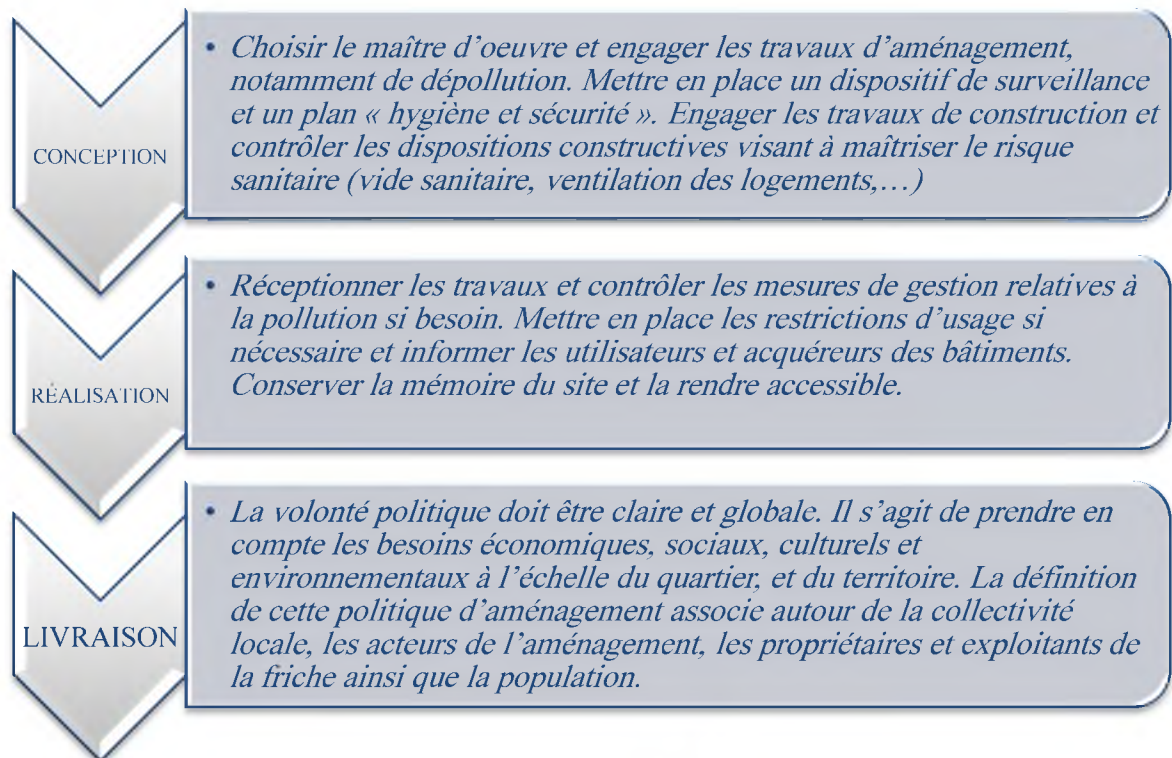 • Choisir le maître d'oeuvre et engager les travaux d'aménagement,
notamment de dépollution. Mettre en place un dispositif de surveillance
et un plan « hygiène et sécurité ». Engager les travaux de construction et
contrôler les dispositions constructives visant à maîtriser le risque
sanitaire (vide sanitaire, ventilation des logements,…)
CONCEPTION
• Réceptionner les travaux et contrôler les mesures de gestion relatives à
la pollution si besoin. Mettre en place les restrictions d'usage si
nécessaire et informer les utilisateurs et acquéreurs des bâtiments.
Conserver la mémoire du site et la rendre accessible.
RÉALISATION
• La volonté politique doit être claire et globale. Il s'agit de prendre en
compte les besoins économiques, sociaux, culturels et
environnementaux à l'échelle du quartier, et du territoire. La définition
de cette politique d'aménagement associe autour de la collectivité
locale, les acteurs de l'aménagement, les propriétaires et exploitants de
la friche ainsi que la population.
LIVRAISON